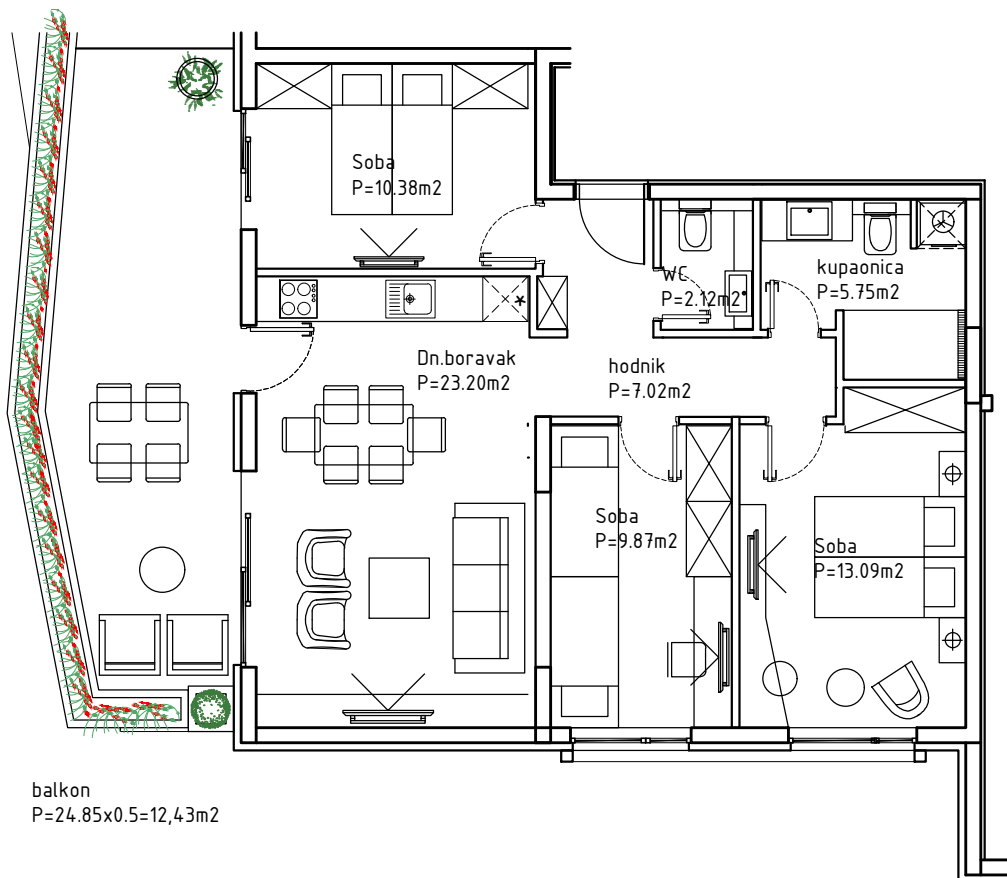 Soba
P=10.38m2
WC
P=2.12m2
kupaonica
P=5.75m2
Dn.boravak
P=23.20m2
hodnik
P=7.02m2
Soba
P=9.87m2
Soba
P=13.09m2
balkon
P=24.85x0.5=12,43m2